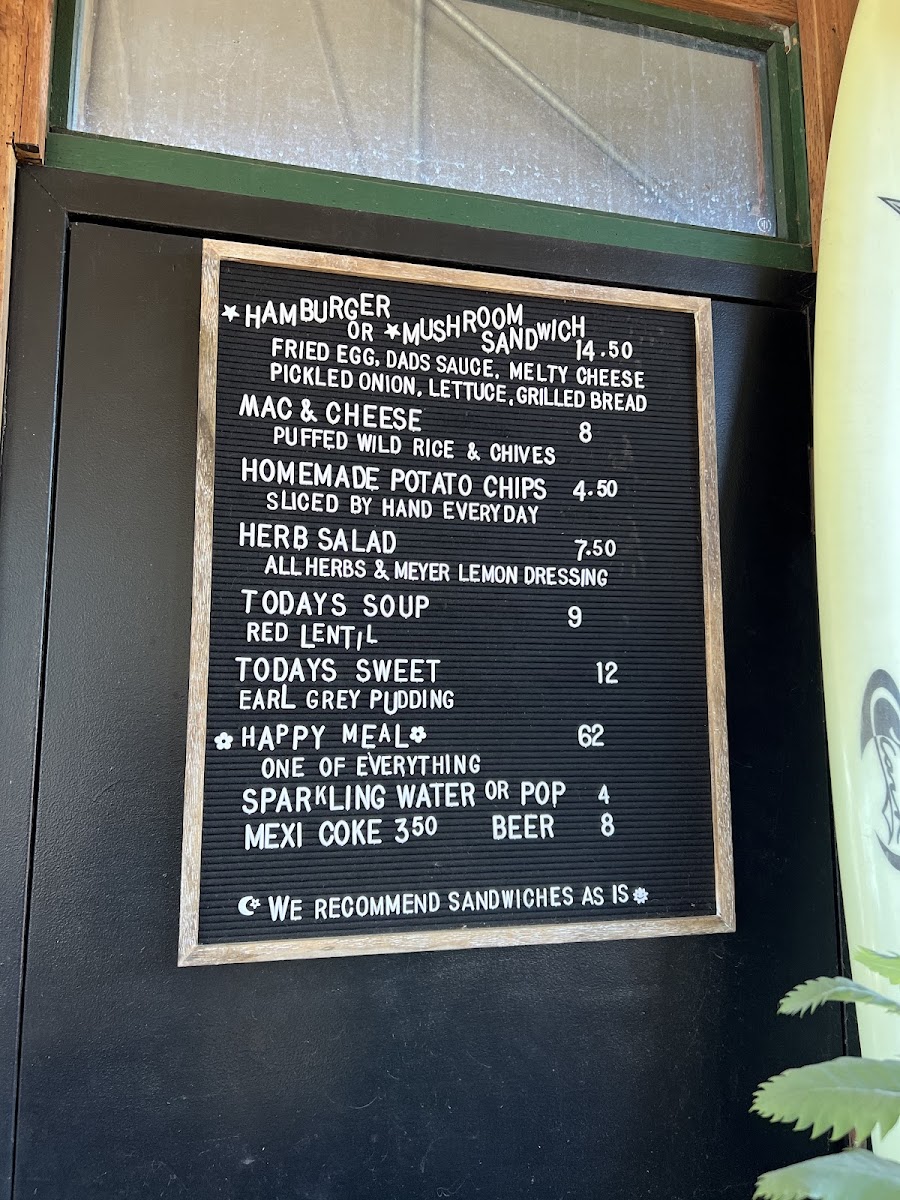 ★ HAMBURGER
OR ★ MUSHROOM
SANDWICH 14.50
FRIED EGG, DADS SAUCE, MELTY CHEESE
PICKLED ONION, LETTUCE, GRILLED BREAD
MAC & CHEESE 8
PUFFED WILD RICE & CHIVES
HOMEMADE POTATO CHIPS 4.50
SLICED BY HAND EVERYDAY
HERB SALAD 7.50
ALL HERBS & MEYER LEMON DRESSING
TODAYS SOUP 9
RED LENTIL
TODAYS SWEET 12
EARL GREY PUDDING
HAPPY MEAL 62
ONE OF EVERYTHING
SPARKLING WATER OR POP 4
MEXI COKE 350 BEER 8
WE RECOMMEND SANDWICHES AS IS